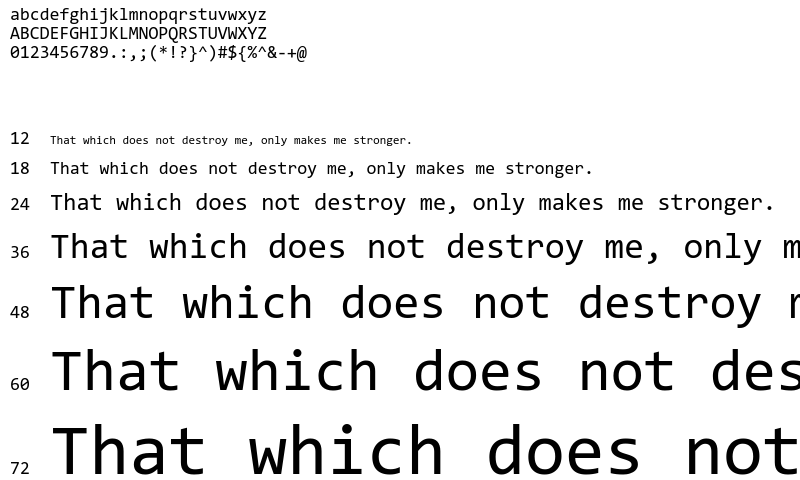 abcdefghijklmnopqrstuvwxyz
ABCDEFGHIJKLMNOPQRSTUVWXYZ
0123456789.:,;(*!?}^)#${%^&-+@
12 That which does not destroy me, only makes me stronger.
18 That which does not destroy me, only makes me stronger.
24 That which does not destroy me, only makes me stronger.
36 That which does not destroy me, only m
48 That which does not destroy
60 That which does not des
72 That which does not